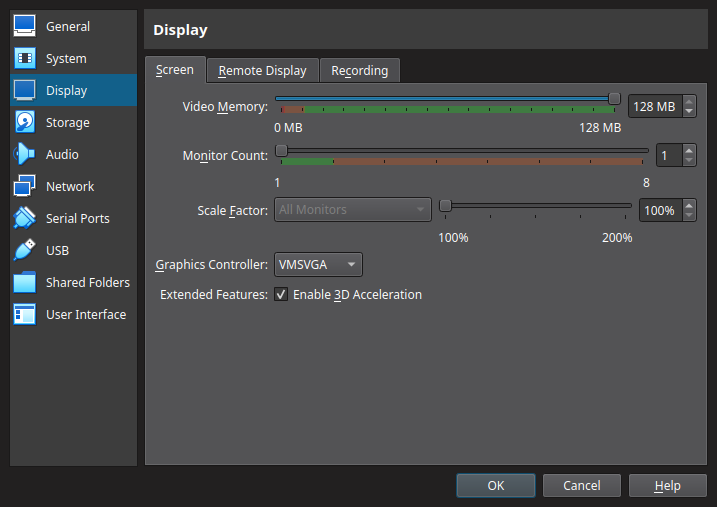 General
System
Display
Storage
Audio
Network
Serial Ports
USB
Shared Folders
User Interface
Display
Screen
Remote Display
Recording
Video Memory:
128 MB
0 MB
128 MB
Monitor Count:
1
1
8
Scale Factor:
All Monitors
100%
100%
200%
Graphics Controller:
VMSVGA
Extended Features:
Enable 3D Acceleration
OK
Cancel
Help